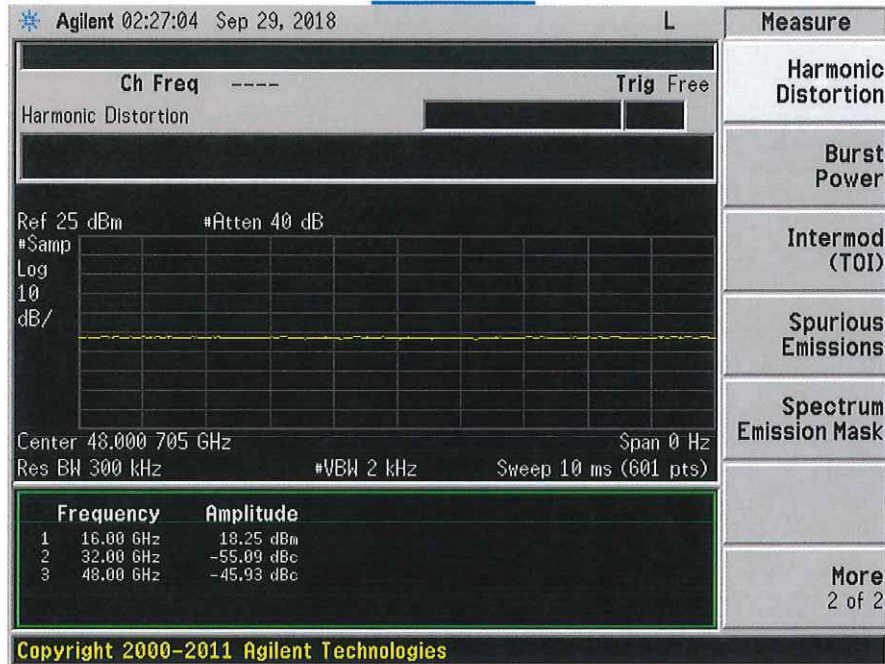 Agilent 02:27:04 Sep 29, 2018 L Measure
Ch Freq ---- Trig Free
Harmonic Distortion
Harmonic
Distortion
Burst
Power
Intermod
(TOI)
Spurious
Emissions
Spectrum
Emission Mask
More
2 of 2
Ref 25 dBm #Atten 40 dB
#Samp
Log
10
dB/
Center 48.000 705 GHz Span 0 Hz
Res BW 300 kHz #VBW 2 kHz Sweep 10 ms (601 pts)
Frequency Amplitude
1 16.00 GHz 18.25 dBm
2 32.00 GHz -55.09 dBc
3 48.00 GHz -45.93 dBc
Copyright 2000-2011 Agilent Technologies